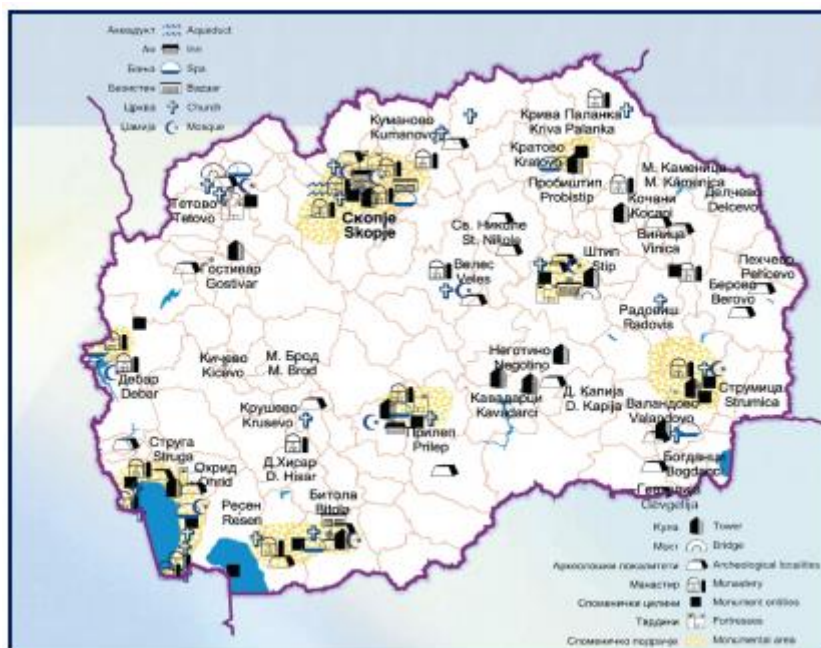 Аквадукт Aqueduct
Ан Inn
Бања Spa
Безистен Bazaar
Црква Church
Џамија Mosque
Куманово
Kumanovo
Крива Паланка
Kriva Palanka
Кратово
Kratovo
Пробиштип
Probistip
М. Каменица
M. Kamenica
Делчево
Delcevo
Кочани
Kocani
Виница
Vinica
Тетово
Tetovo
Скопје
Skopje
Св. Николе
St. Nikole
Штип
Stip
Пехчево
Pehcevo
Берово
Berovo
Гостивар
Gostivar
Велес
Veles
Радовиш
Radovis
Дебар
Debar
Кичево
Kicevo
М. Брод
M. Brod
Неготино
Negotino
Кавадарци
Kavadarci
Д. Капија
D. Kapija
Струмица
Strumica
Валандово
Valandovo
Крушево
Krusevo
Прилеп
Prilep
Струга
Struga
Охрид
Ohrid
Д.Хисар
D. Hisar
Богданци
Bogdanci
Ресен
Resen
Битола
Bitola
Гевгелија
Gevgelija
Кула Tower
Мост Bridge
Археолошки локалитети Archeological localities
Манастир Monastery
Споменички целини Monument entities
Тврдини Fortresses
Споменичко подрачје Monumental area